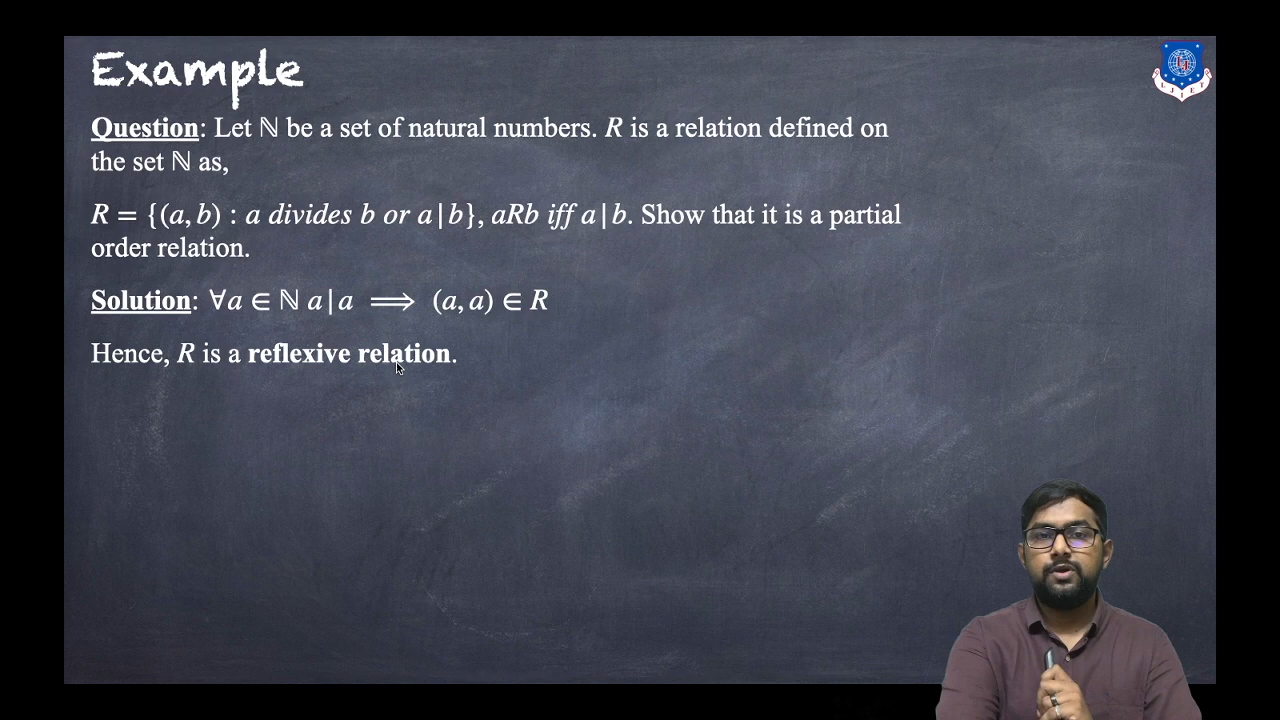 Example
Question: Let ℕ be a set of natural numbers. R is a relation defined on
the set ℕ as,
R = {(a, b) : a divides b or a|b}, aRb iff a|b. Show that it is a partial
order relation.
Solution: ∀a ∈ ℕ a|a ⟹ (a, a) ∈ R
Hence, R is a reflexive relation.